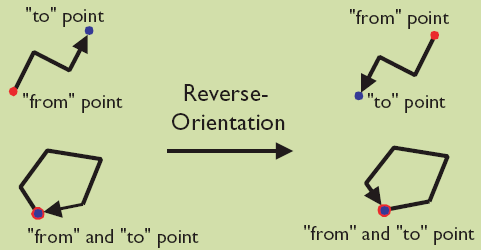 "to" point
"from" point
"from" point
Reverse-
Orientation
"to" point
"from" and "to" point
"from" and "to" point